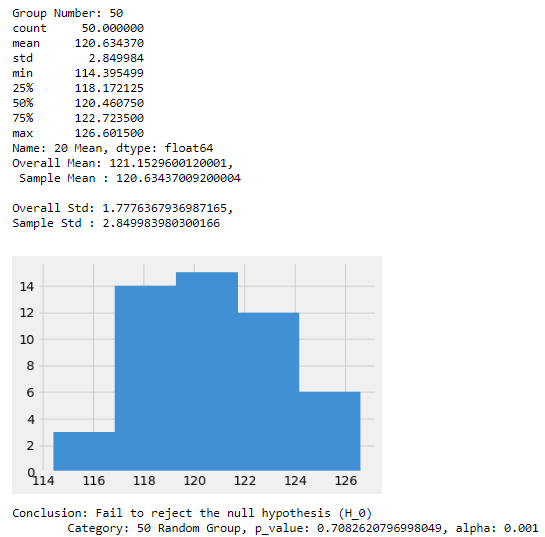 Group Number: 50
count 50.000000
mean 120.634370
std 2.849984
min 114.395499
25% 118.172125
50% 120.460750
75% 122.723500
max 126.601500
Name: 20 Mean, dtype: float64
Overall Mean: 121.1529600120001,
Sample Mean : 120.63437009200004
Overall Std: 1.7776367936987165,
Sample Std : 2.849983980300166
14
12
10
8
6
4
2
0
114 116 118 120 122 124 126
Conclusion: Fail to reject the null hypothesis (H_0)
Category: 50 Random Group, p_value: 0.7082620796998049, alpha: 0.001